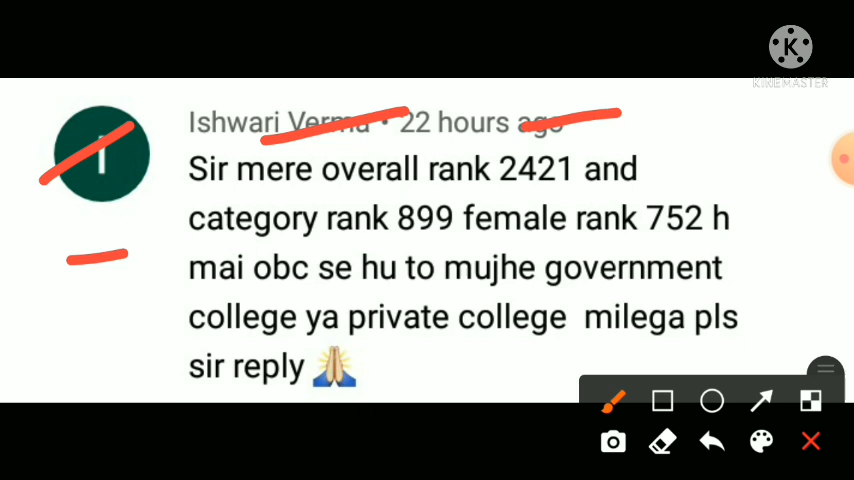 K
KINEMASTER
I
Ishwari Verma • 22 hours ago
Sir mere overall rank 2421 and
category rank 899 female rank 752 h
mai obc se hu to mujhe government
college ya private college milega pls
sir reply 🙏